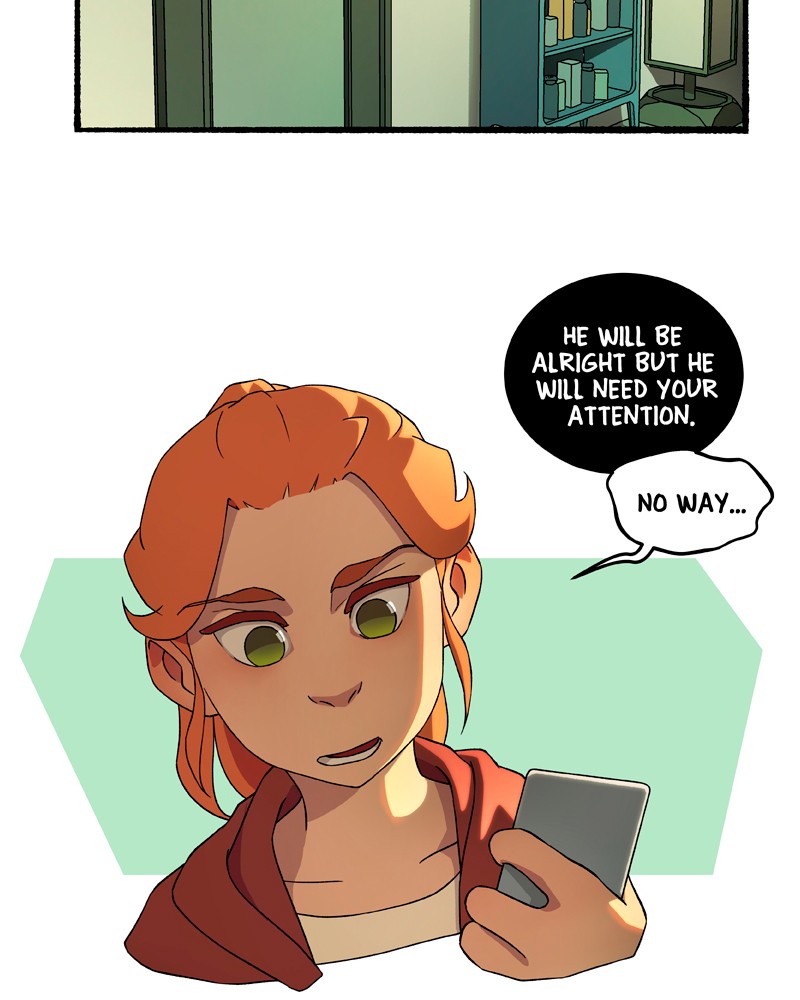 HE WILL BE
ALRIGHT BUT HE
WILL NEED YOUR
ATTENTION.
NO WAY...